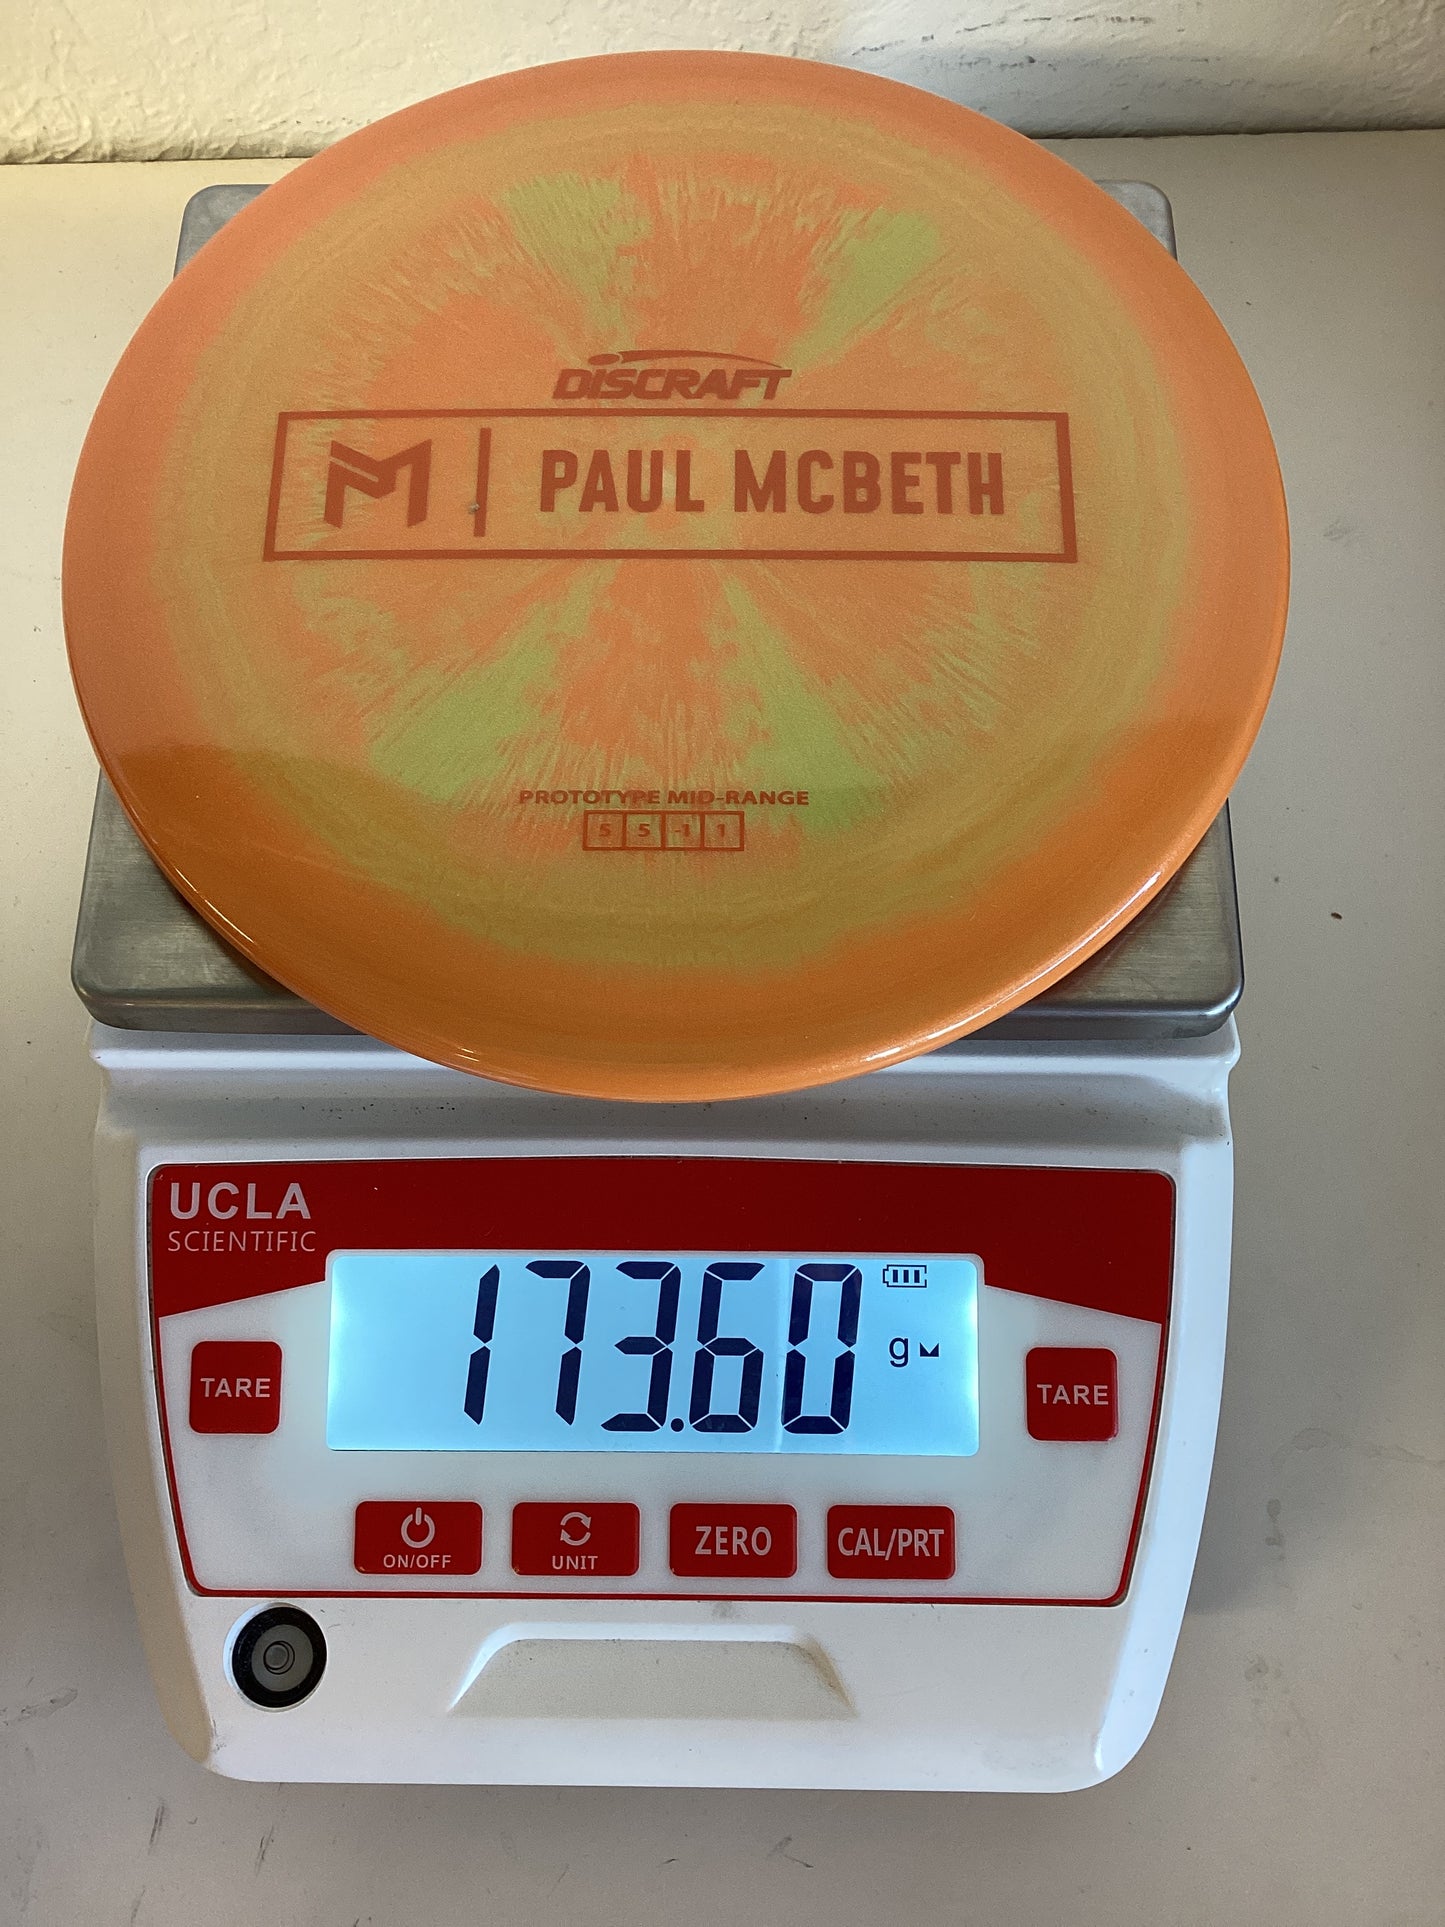 DISCRAFT
M | PAUL MCBETH
PROTOTYPE MID-RANGE
5 5 -1 1
UCLA
SCIENTIFIC
173.60 g
TARE
TARE
ON/OFF
UNIT
ZERO
CAL/PRT